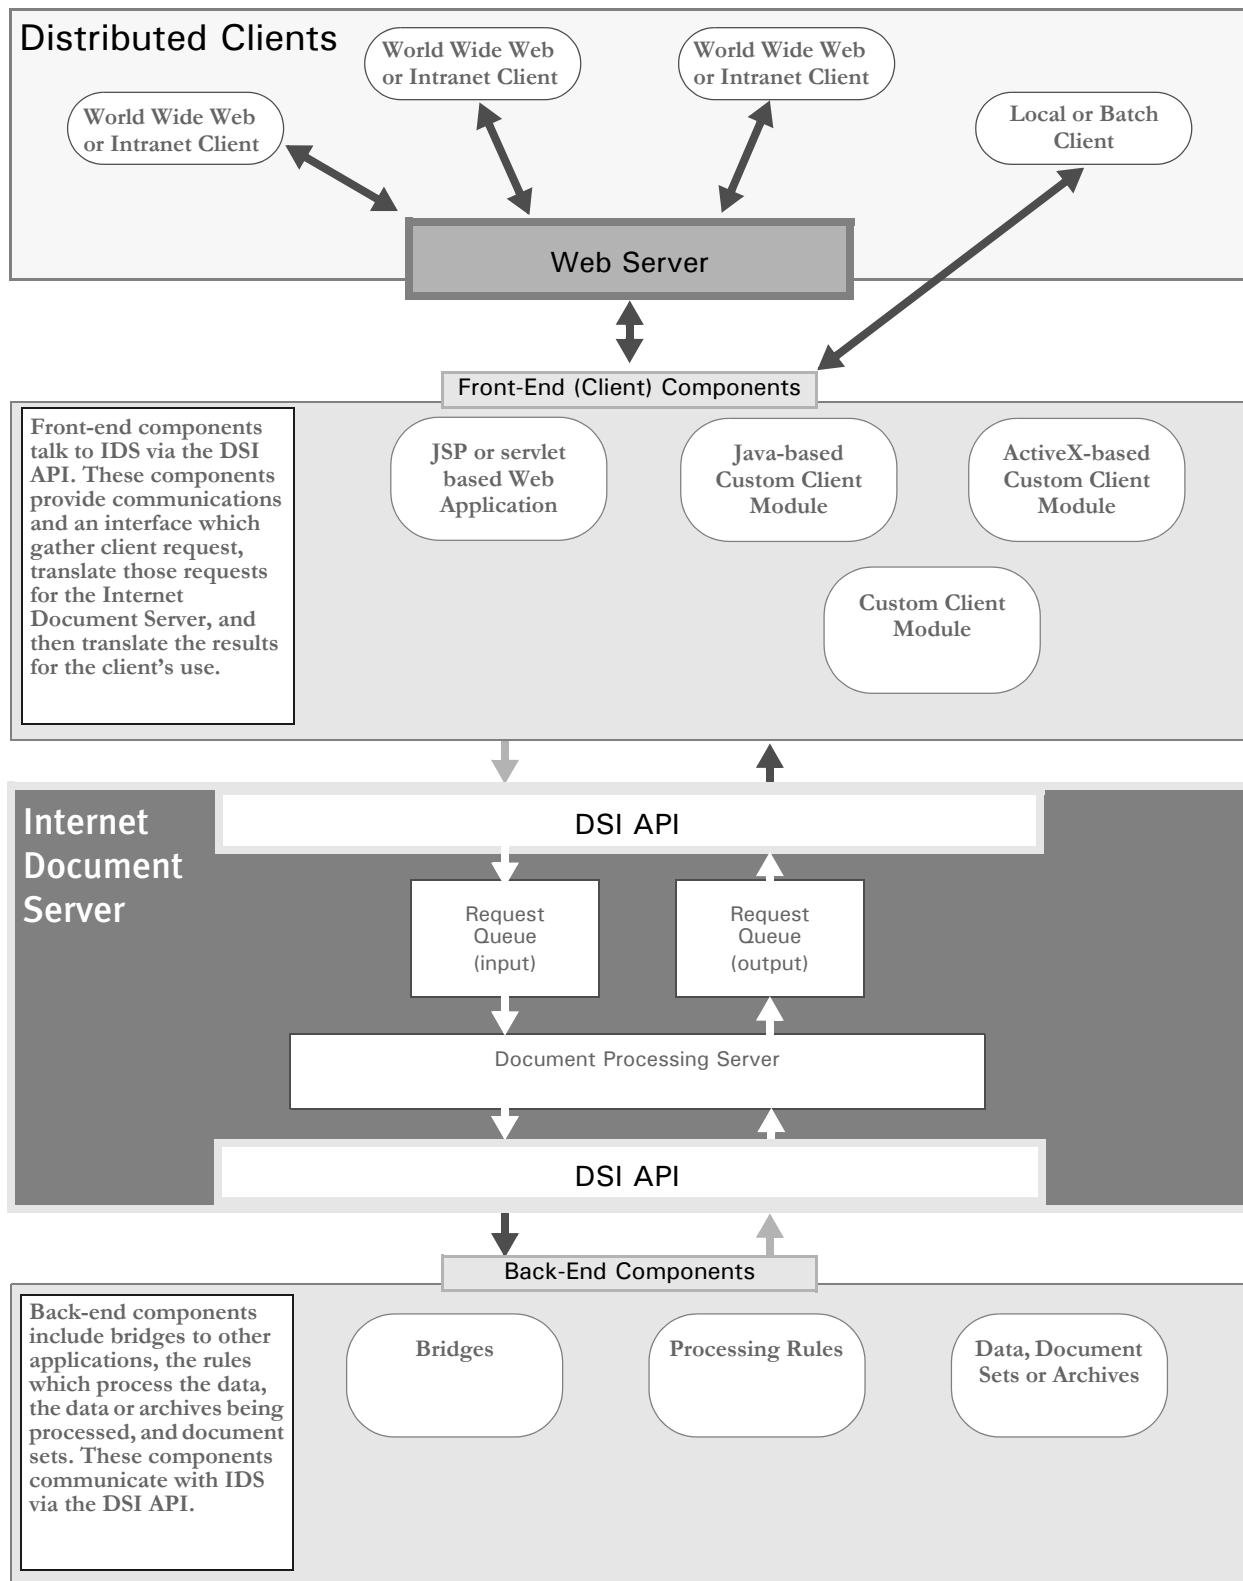 Distributed Clients
World Wide Web
or Intranet Client
World Wide Web
or Intranet Client
World Wide Web
or Intranet Client
Local or Batch
Client
Web Server
Front-End (Client) Components
Front-end components
talk to IDS via the DSI
API. These components
provide communications
and an interface which
gather client request,
translate those requests
for the Internet
Document Server, and
then translate the results
for the client's use.
JSP or servlet
based Web
Application
Java-based
Custom Client
Module
ActiveX-based
Custom Client
Module
Custom Client
Module
Internet
Document
Server
DSI API
Request
Queue
(input)
Request
Queue
(output)
Document Processing Server
DSI API
Back-End Components
Back-end components
include bridges to other
applications, the rules
which process the data,
the data or archives being
processed, and document
sets. These components
communicate with IDS
via the DSI API.
Bridges
Processing Rules
Data, Document
Sets or Archives